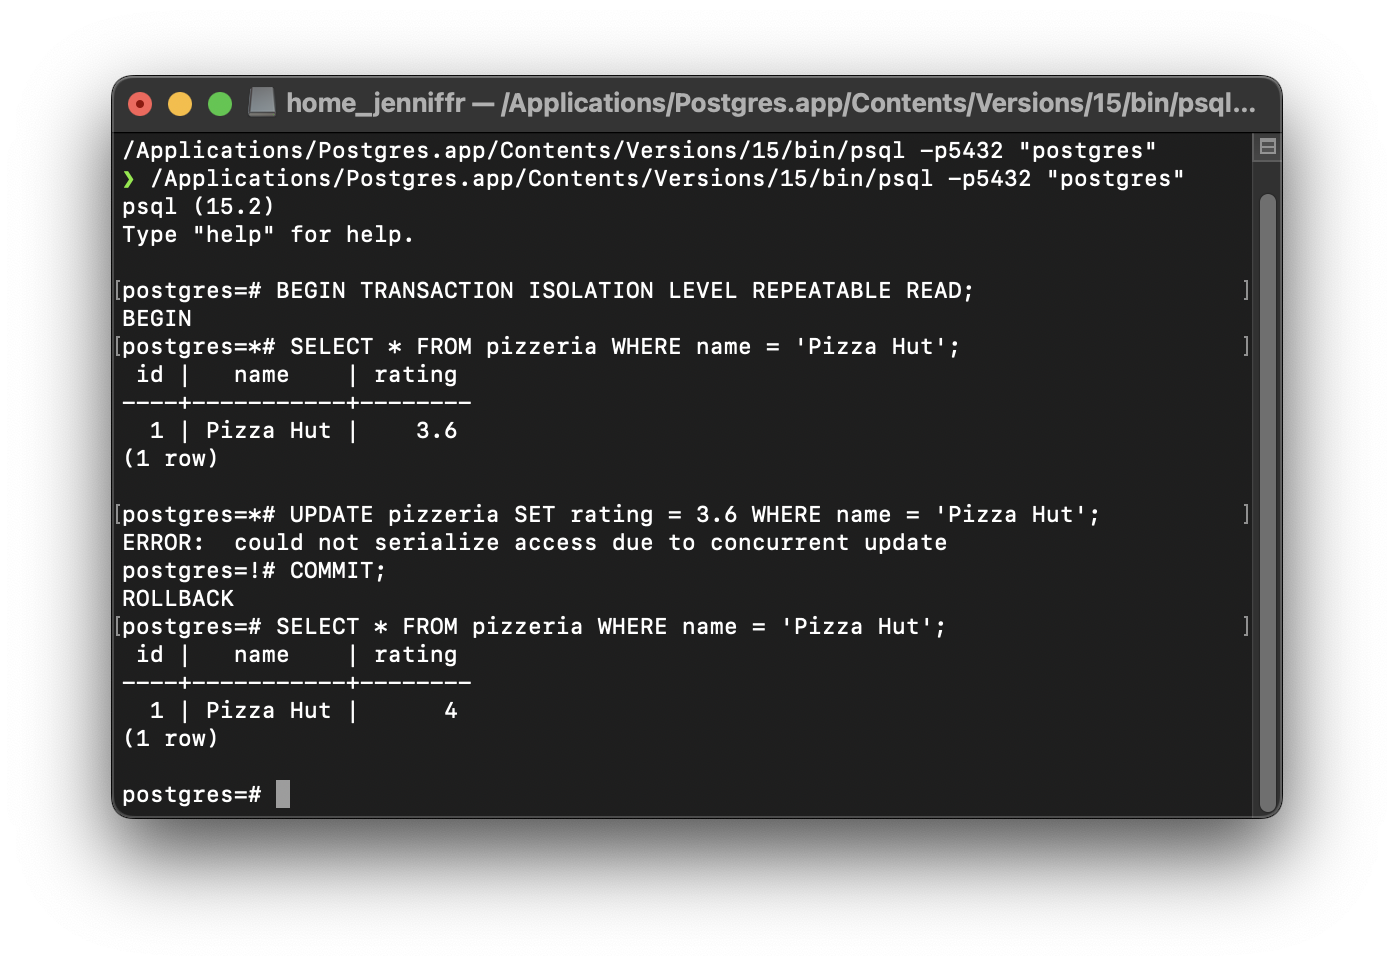 home_jenniffr — /Applications/Postgres.app/Contents/Versions/15/bin/psql...
/Applications/Postgres.app/Contents/Versions/15/bin/psql -p5432 "postgres"
❯ /Applications/Postgres.app/Contents/Versions/15/bin/psql -p5432 "postgres"
psql (15.2)
Type "help" for help.

[postgres=# BEGIN TRANSACTION ISOLATION LEVEL REPEATABLE READ; ]
BEGIN
[postgres=*# SELECT * FROM pizzeria WHERE name = 'Pizza Hut'; ]
 id |   name    | rating
----+-----------+--------
  1 | Pizza Hut |    3.6
(1 row)

[postgres=*# UPDATE pizzeria SET rating = 3.6 WHERE name = 'Pizza Hut'; ]
ERROR:  could not serialize access due to concurrent update
postgres=!# COMMIT;
ROLLBACK
[postgres=# SELECT * FROM pizzeria WHERE name = 'Pizza Hut'; ]
 id |   name    | rating
----+-----------+--------
  1 | Pizza Hut |      4
(1 row)

postgres=#